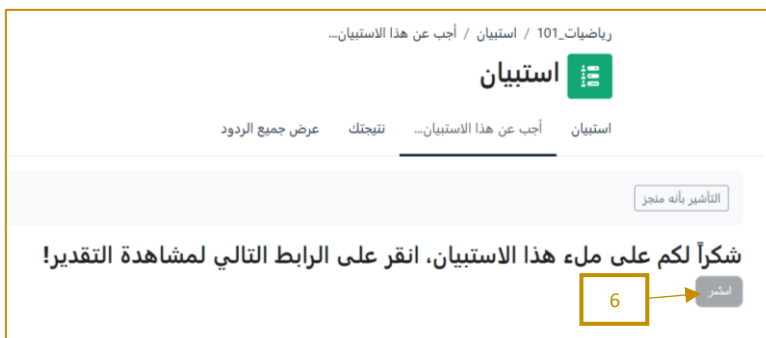 رياضيات_101 / استبيان / أجب عن هذا الاستبيان...
استبيان
استبيان أجب عن هذا الاستبيان... نتيجتك عرض جميع الردود
التأشير بأنه منجز
شكراً لكم على ملء هذا الاستبيان، انقر على الرابط التالي لمشاهدة التقدير!
استمر
6